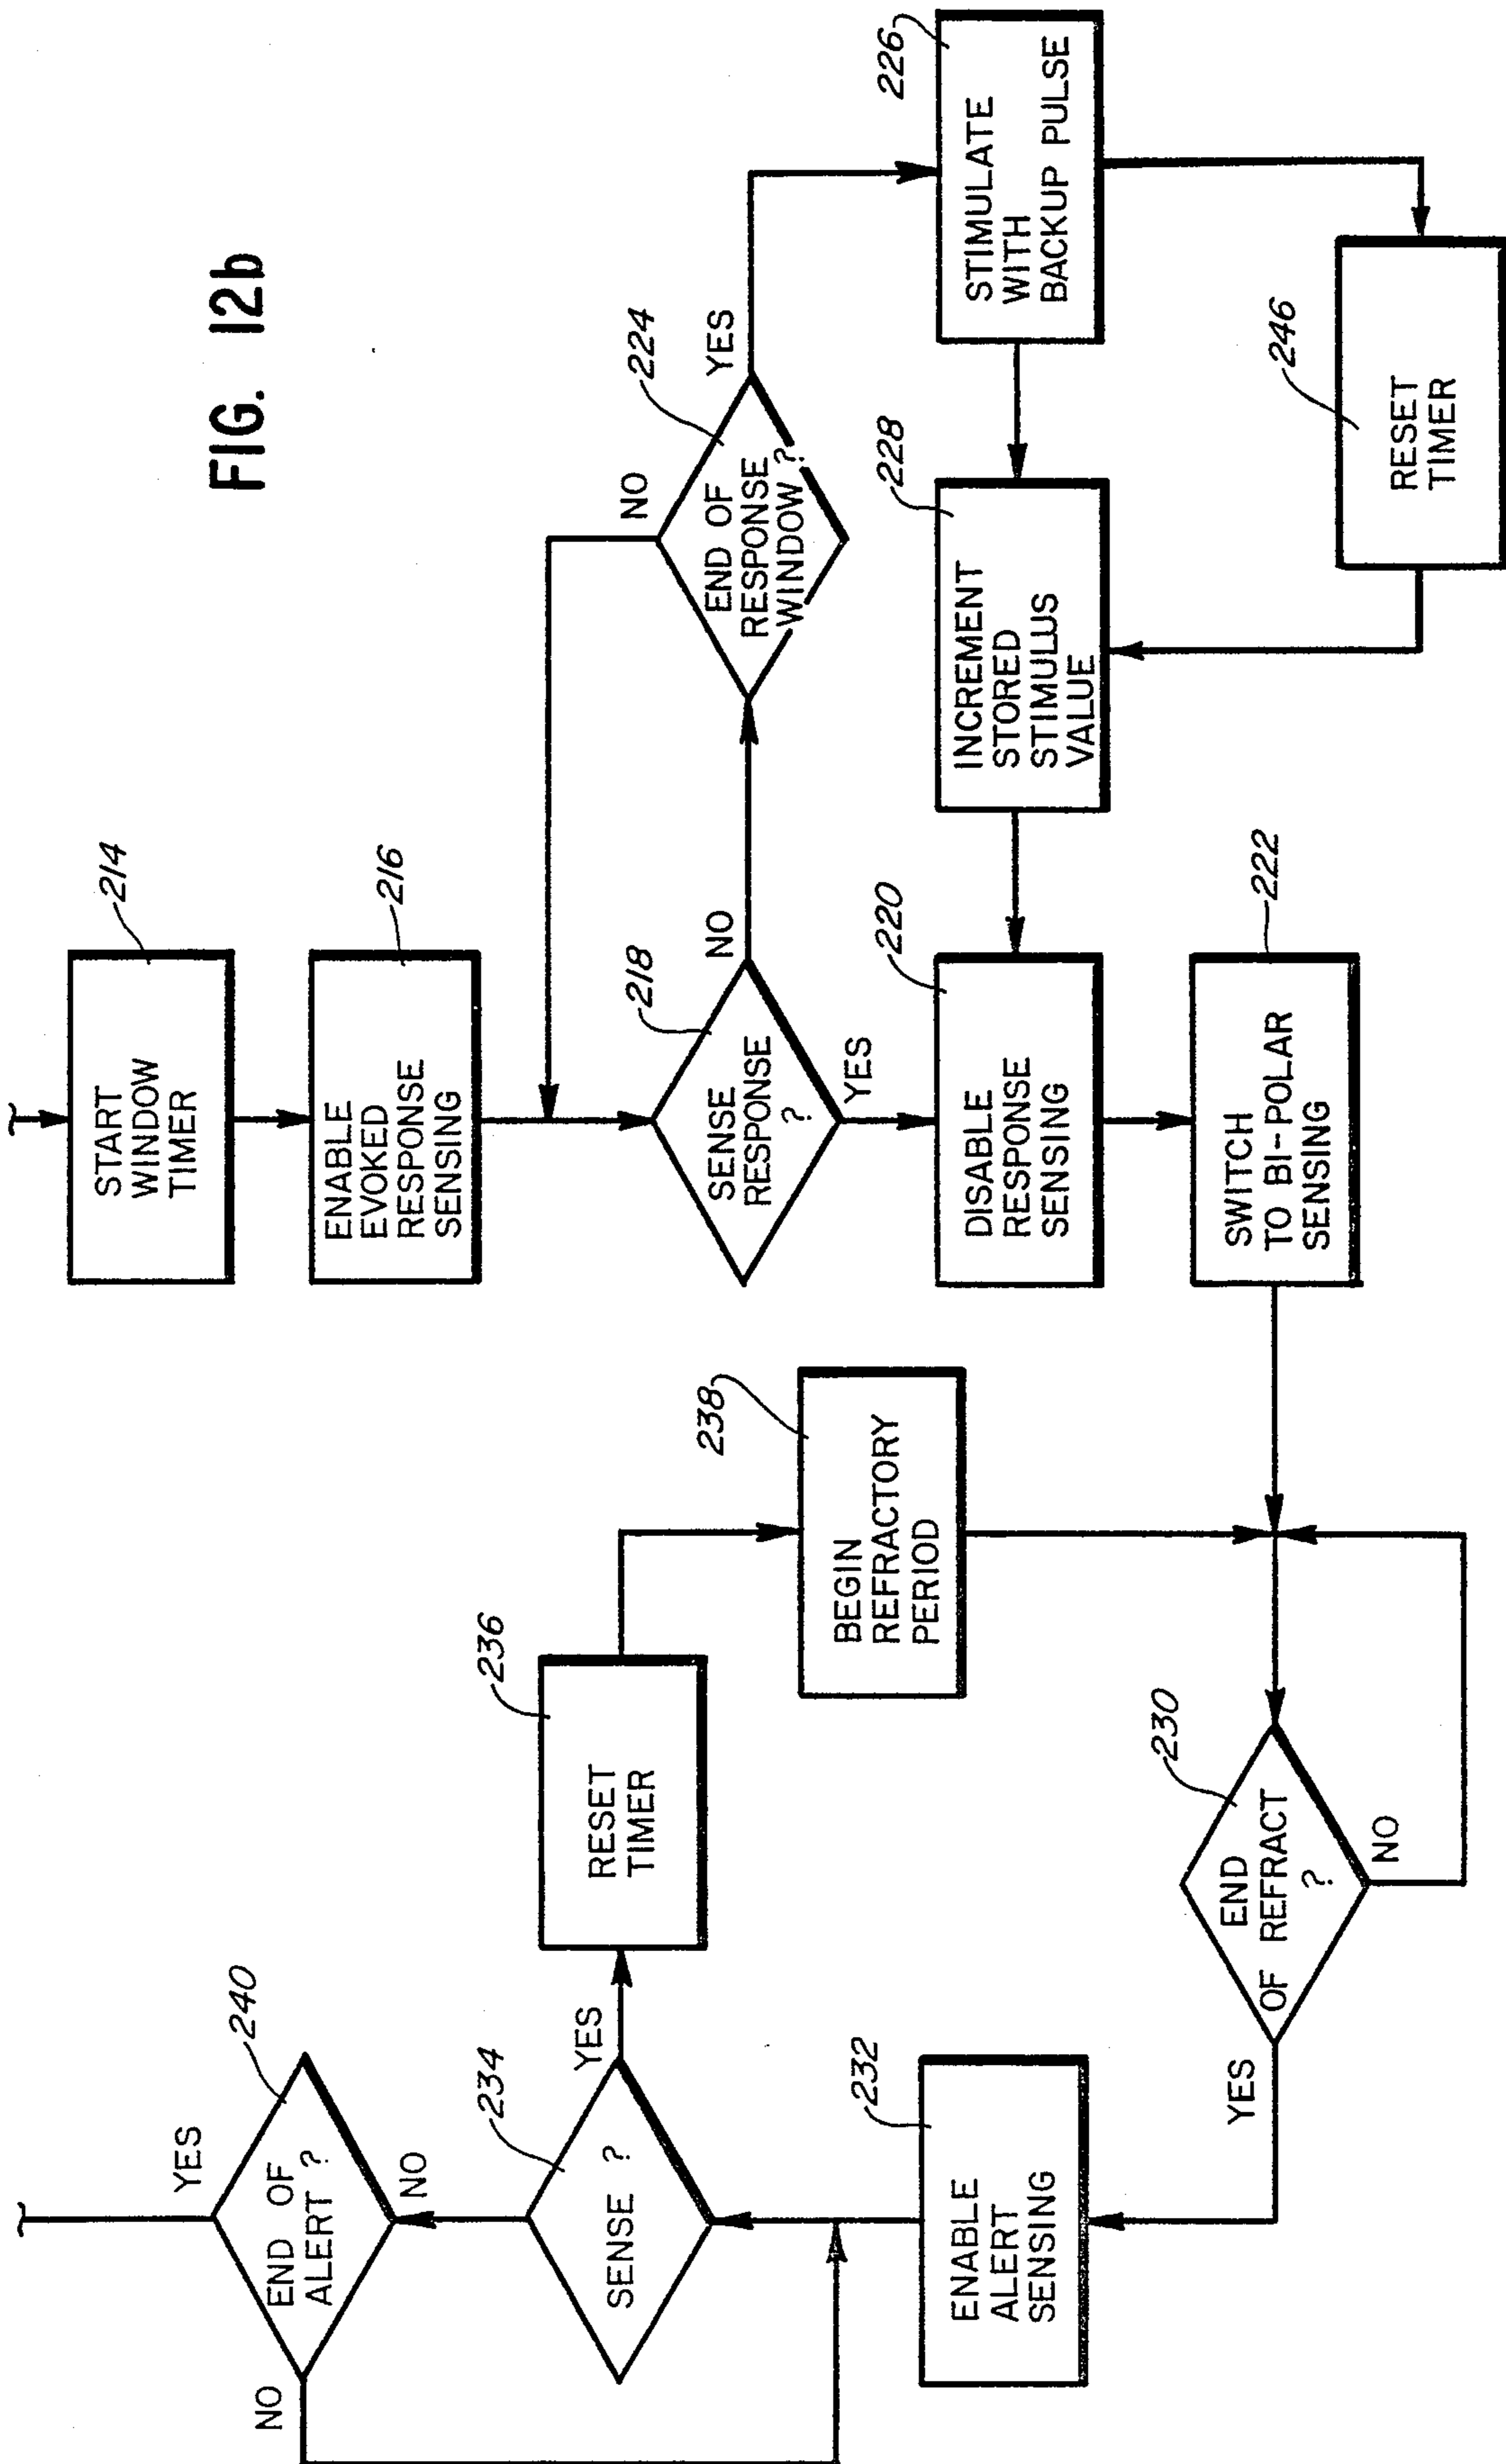 FIG. 12b
214
START
WINDOW
TIMER
216
ENABLE
EVOKED
RESPONSE
SENSING
218
SENSE
RESPONSE
?
NO
YES
224
END OF
RESPONSE
WINDOW ?
NO
YES
226
STIMULATE
WITH
BACKUP PULSE
246
RESET
TIMER
228
INCREMENT
STORED
STIMULUS
VALUE
220
DISABLE
RESPONSE
SENSING
222
SWITCH
TO BI-POLAR
SENSING
240
END OF
ALERT ?
YES
NO
234
SENSE ?
NO
YES
236
RESET
TIMER
238
BEGIN
REFRACTORY
PERIOD
230
END
OF REFRACT
?
NO
YES
232
ENABLE
ALERT
SENSING